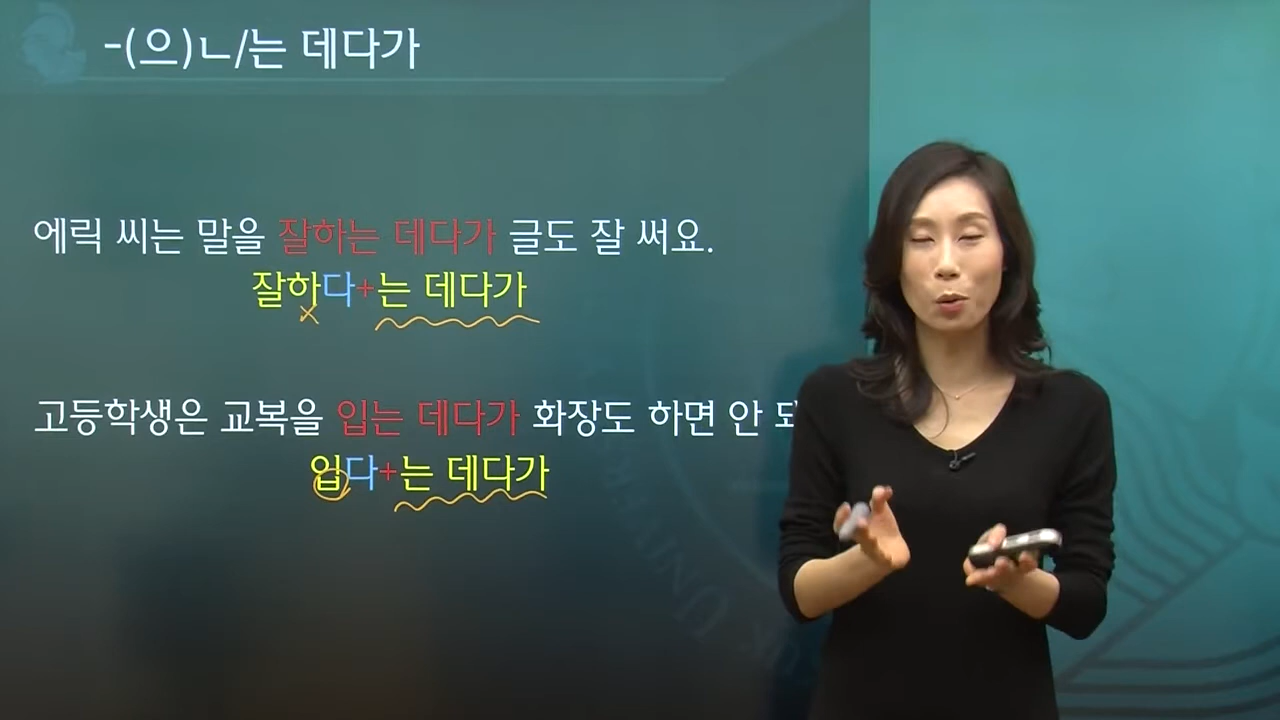 -(으)ㄴ/는 데다가
에릭 씨는 말을 잘하는 데다가 글도 잘 써요.
잘하다+는 데다가
고등학생은 교복을 입는 데다가 화장도 하면 안
입다+는 데다가